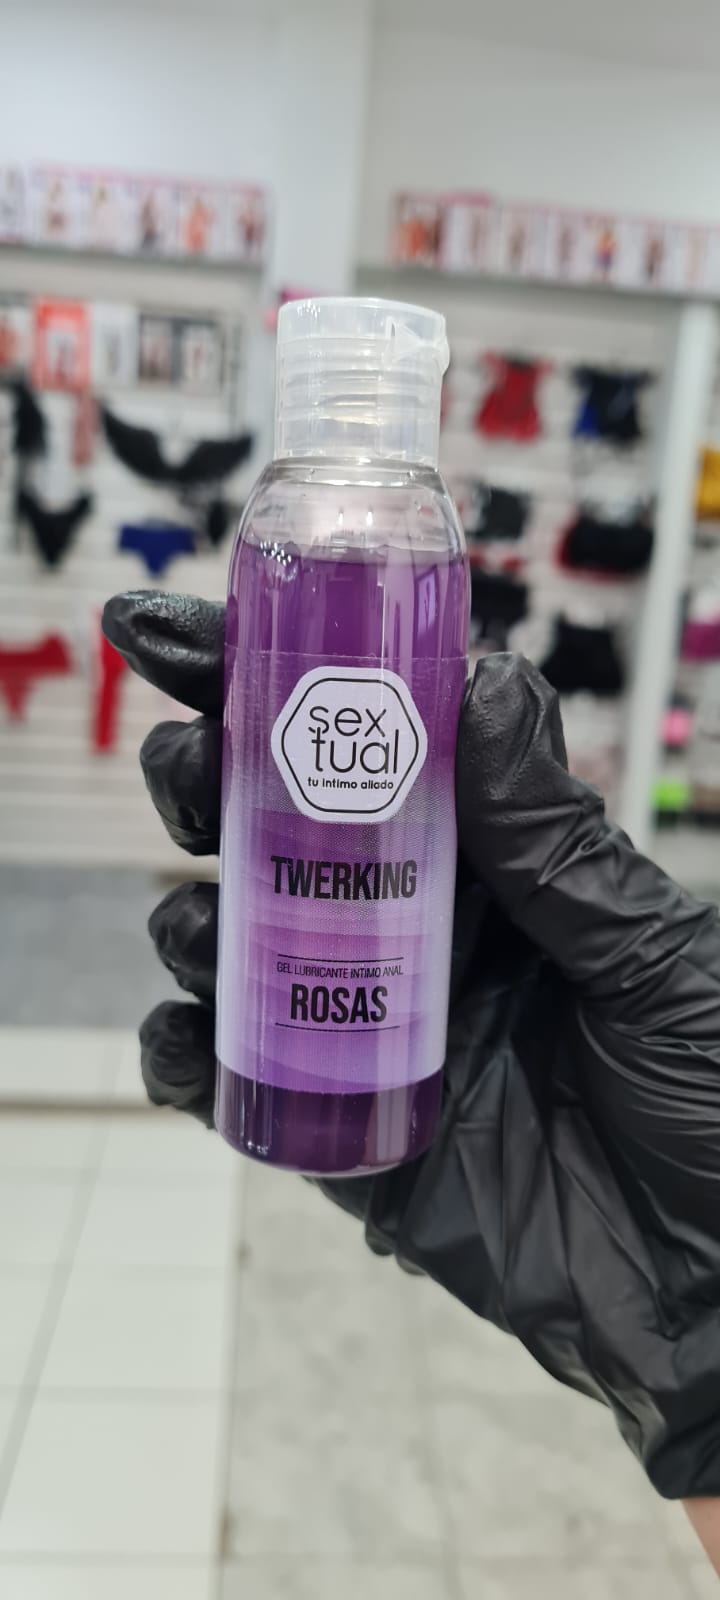 sex
tual
tu intimo aliado
TWERKING
GEL LUBRICANTE INTIMO ANAL
ROSAS